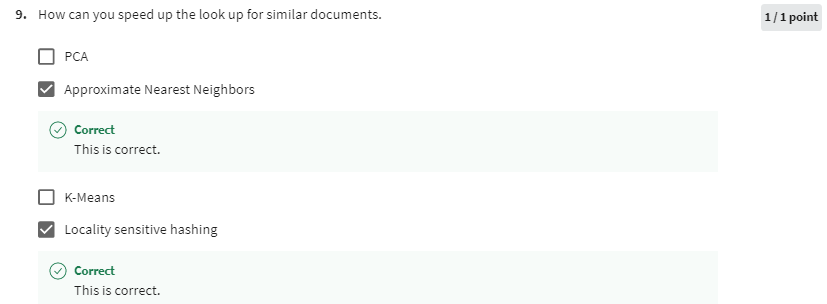 9. How can you speed up the look up for similar documents.
1 / 1 point
PCA
Approximate Nearest Neighbors
Correct
This is correct.
K-Means
Locality sensitive hashing
Correct
This is correct.